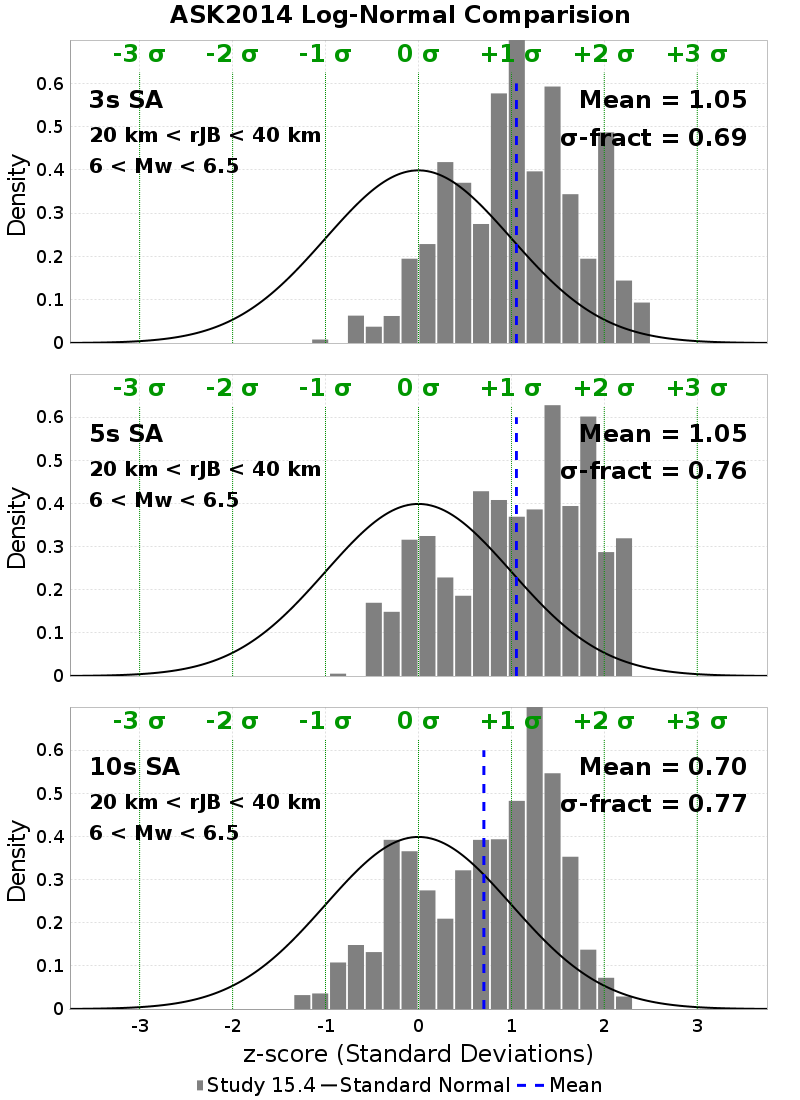 ASK2014 Log-Normal Comparision
-3 σ -2 σ -1 σ 0 σ +1 σ +2 σ +3 σ
3s SA
20 km < rJB < 40 km
6 < Mw < 6.5
Mean = 1.05
σ-fract = 0.69
Density
0.6
0.5
0.4
0.3
0.2
0.1
0
-3 σ -2 σ -1 σ 0 σ +1 σ +2 σ +3 σ
5s SA
20 km < rJB < 40 km
6 < Mw < 6.5
Mean = 1.05
σ-fract = 0.76
Density
0.6
0.5
0.4
0.3
0.2
0.1
0
-3 σ -2 σ -1 σ 0 σ +1 σ +2 σ +3 σ
10s SA
20 km < rJB < 40 km
6 < Mw < 6.5
Mean = 0.70
σ-fract = 0.77
Density
0.6
0.5
0.4
0.3
0.2
0.1
0
-3 -2 -1 0 1 2 3
z-score (Standard Deviations)
Study 15.4 Standard Normal Mean